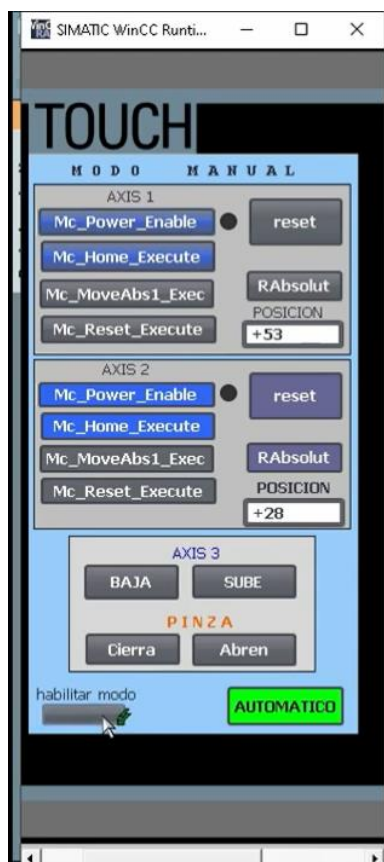 SIMATIC WinCC Runti...
TOUCH
MODO MANUAL
AXIS 1
Mc_Power_Enable
reset
Mc_Home_Execute
Mc_MoveAbs1_Exec
RAbsolut
POSICION
Mc_Reset_Execute
+53
AXIS 2
Mc_Power_Enable
reset
Mc_Home_Execute
Mc_MoveAbs1_Exec
RAbsolut
Mc_Reset_Execute
POSICION
+28
AXIS 3
BAJA SUBE
PINZA
Cierra Abren
habilitar modo
AUTOMATICO